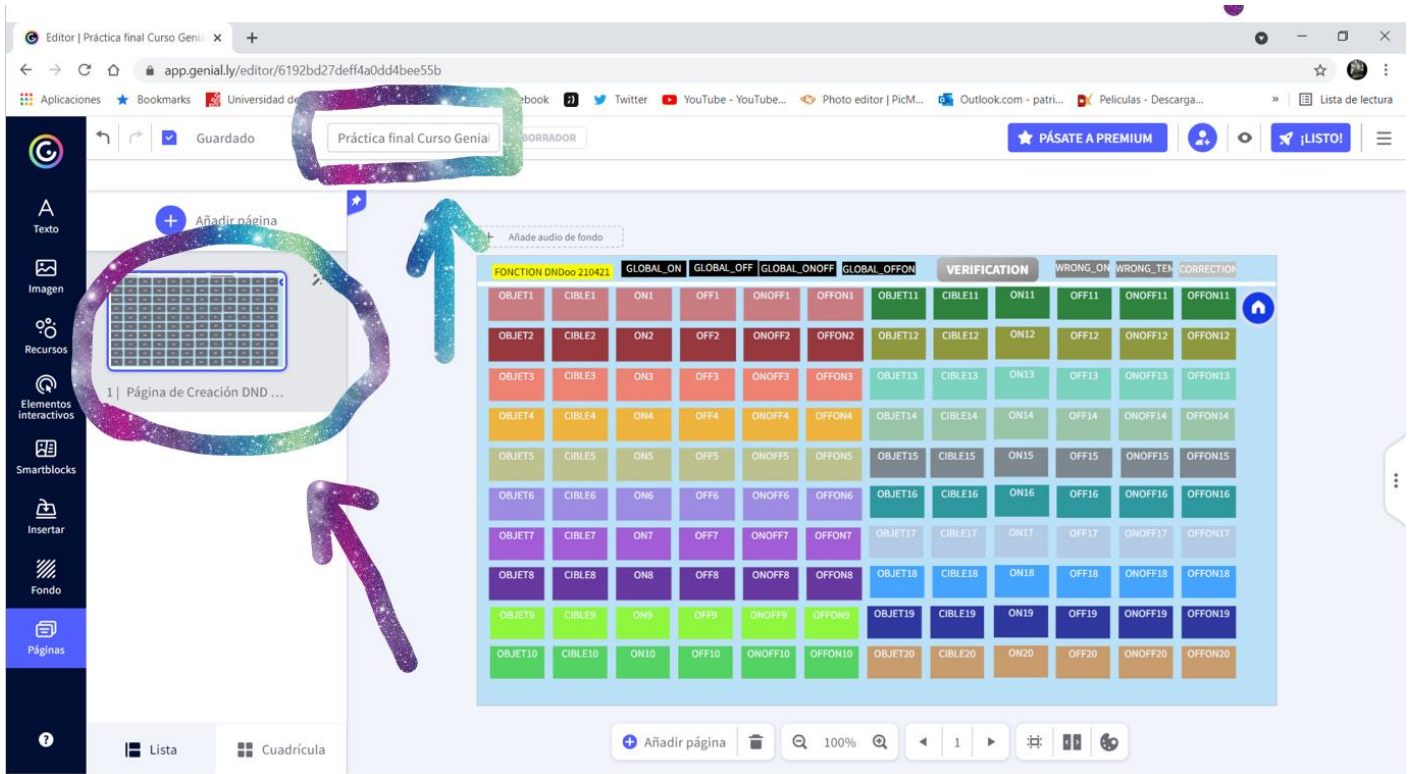 Editor | Práctica final Curso Geni
app.genial.ly/editor/6192bd27deff4a0dd4bee55b
Aplicaciones Bookmarks Universidad de Twitter YouTube - YouTube... Photo editor | PicM... Outlook.com - patri... Peliculas - Descarga... » Lista de lectura
Guardado Práctica final Curso Genial BORRADOR PÁSATE A PREMIUM ¡LISTO!
Texto
Imagen
Recursos
Elementos
interactivos
Smartblocks
Insertar
Fondo
Páginas
Añadir página
1 | Página de Creación DND ...
Lista Cuadrícula
+ Añade audio de fondo
FONCTION DNDoo 210421 GLOBAL_ON GLOBAL_OFF GLOBAL_ONOFF GLOBAL_OFFON VERIFICATION WRONG_ON WRONG_TEM CORRECTION
OBJET1 CIBLE1 ON1 OFF1 ONOFF1 OFFON1 OBJET11 CIBLE11 ON11 OFF11 ONOFF11 OFFON11
OBJET2 CIBLE2 ON2 OFF2 ONOFF2 OFFON2 OBJET12 CIBLE12 ON12 OFF12 ONOFF12 OFFON12
OBJET3 CIBLE3 ON3 OFF3 ONOFF3 OFFON3 OBJET13 CIBLE13 ON13 OFF13 ONOFF13 OFFON13
OBJET4 CIBLE4 ON4 OFF4 ONOFF4 OFFON4 OBJET14 CIBLE14 ON14 OFF14 ONOFF14 OFFON14
OBJET5 CIBLE5 ON5 OFF5 ONOFF5 OFFON5 OBJET15 CIBLE15 ON15 OFF15 ONOFF15 OFFON15
OBJET6 CIBLE6 ON6 OFF6 ONOFF6 OFFON6 OBJET16 CIBLE16 ON16 OFF16 ONOFF16 OFFON16
OBJET7 CIBLE7 ON7 OFF7 ONOFF7 OFFON7 OBJET17 CIBLE17 ON17 OFF17 ONOFF17 OFFON17
OBJET8 CIBLE8 ON8 OFF8 ONOFF8 OFFON8 OBJET18 CIBLE18 ON18 OFF18 ONOFF18 OFFON18
OBJET9 CIBLE9 ON9 OFF9 ONOFF9 OFFON9 OBJET19 CIBLE19 ON19 OFF19 ONOFF19 OFFON19
OBJET10 CIBLE10 ON10 OFF10 ONOFF10 OFFON10 OBJET20 CIBLE20 ON20 OFF20 ONOFF20 OFFON20
Añadir página 100% 1